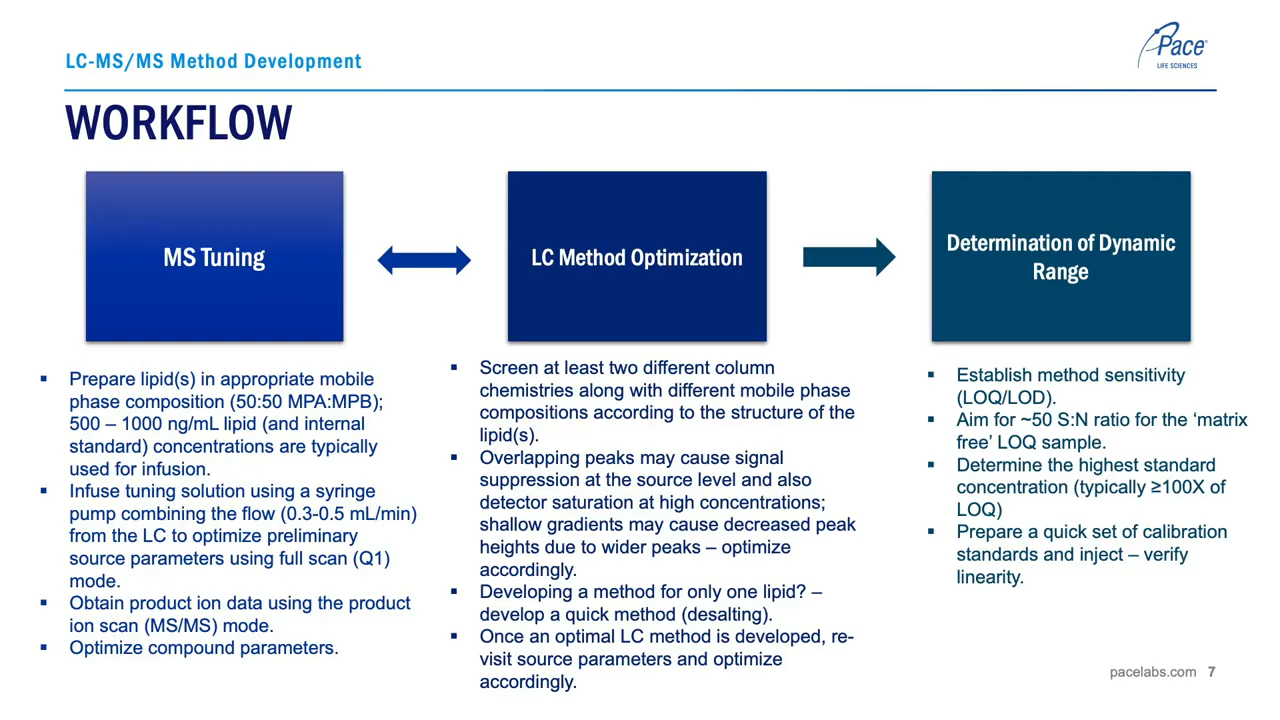 LC-MS/MS Method Development
Pace®
LIFE SCIENCES
WORKFLOW
MS Tuning
LC Method Optimization
Determination of Dynamic
Range
▪ Prepare lipid(s) in appropriate mobile
phase composition (50:50 MPA:MPB);
500 – 1000 ng/mL lipid (and internal
standard) concentrations are typically
used for infusion.
▪ Infuse tuning solution using a syringe
pump combining the flow (0.3-0.5 mL/min)
from the LC to optimize preliminary
source parameters using full scan (Q1)
mode.
▪ Obtain product ion data using the product
ion scan (MS/MS) mode.
▪ Optimize compound parameters.
▪ Screen at least two different column
chemistries along with different mobile phase
compositions according to the structure of the
lipid(s).
▪ Overlapping peaks may cause signal
suppression at the source level and also
detector saturation at high concentrations;
shallow gradients may cause decreased peak
heights due to wider peaks – optimize
accordingly.
▪ Developing a method for only one lipid? –
develop a quick method (desalting).
▪ Once an optimal LC method is developed, re-
visit source parameters and optimize
accordingly.
▪ Establish method sensitivity
(LOQ/LOD).
▪ Aim for ~50 S:N ratio for the ‘matrix
free’ LOQ sample.
▪ Determine the highest standard
concentration (typically ≥100X of
LOQ)
▪ Prepare a quick set of calibration
standards and inject – verify
linearity.
pacelabs.com 7